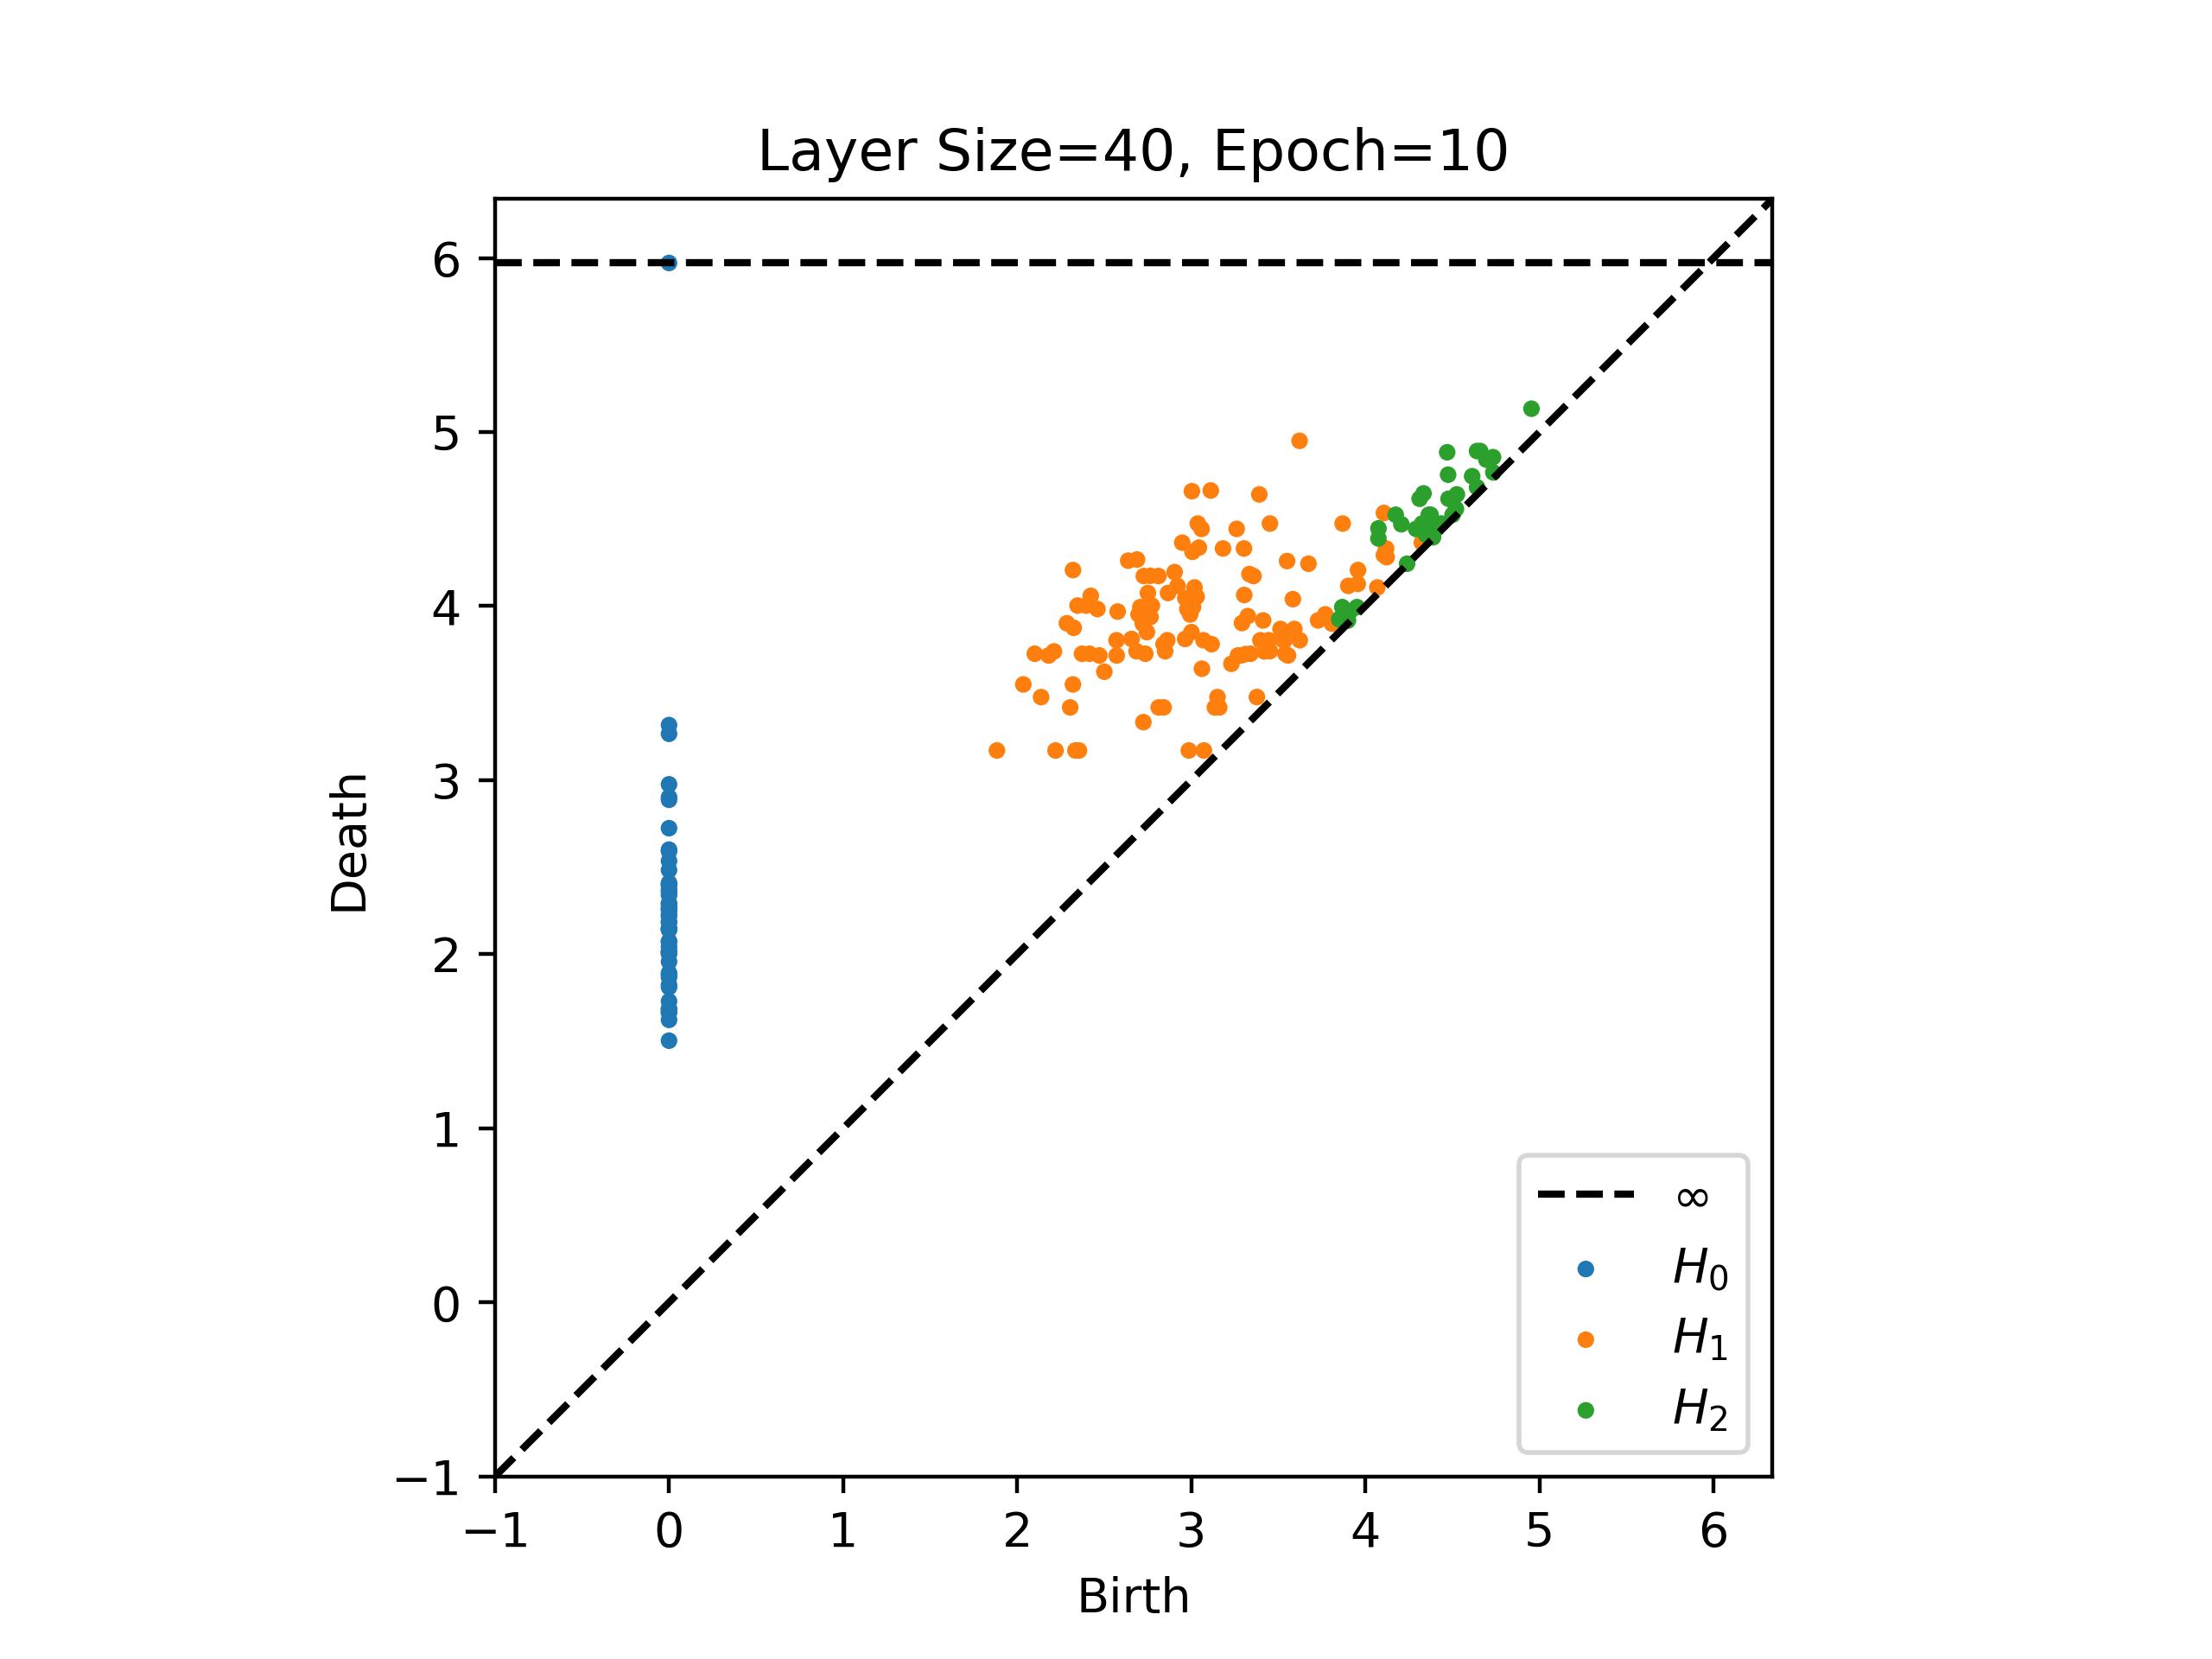 Layer Size=40, Epoch=10
6
5
4
3
2
1
0
−1
Death
−1 0 1 2 3 4 5 6
Birth
∞
H₀
H₁
H₂